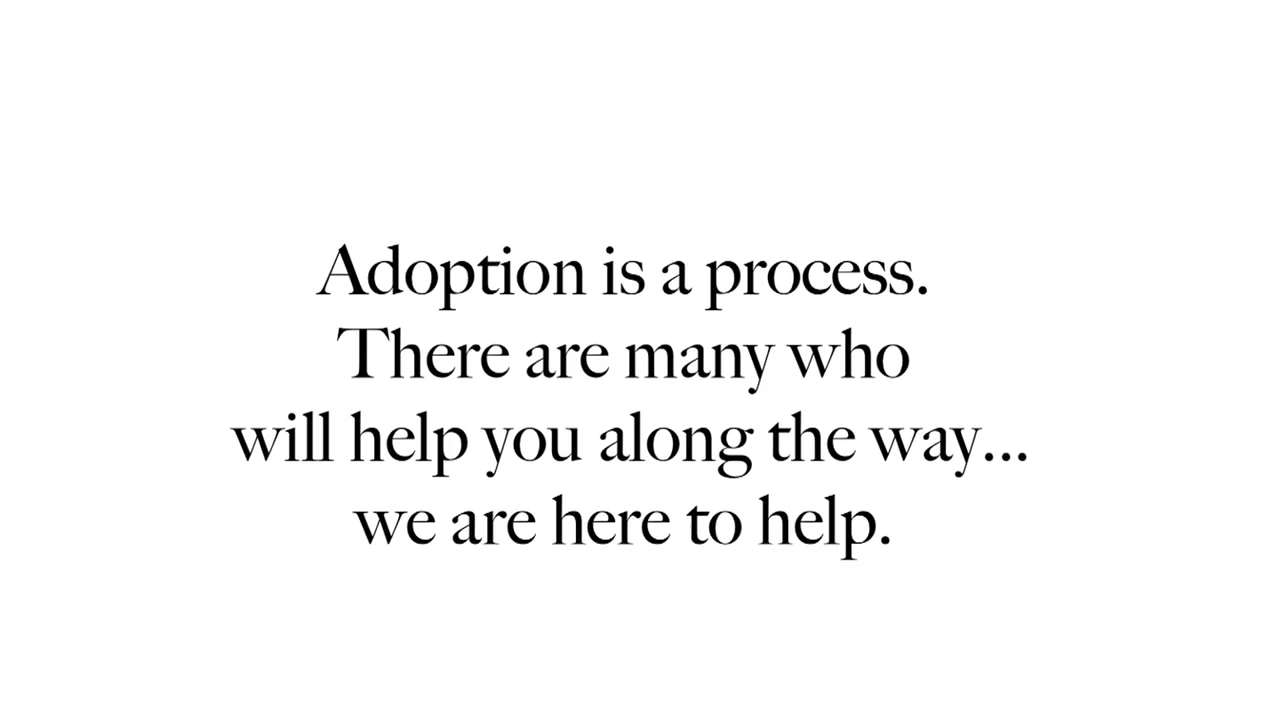 Adoption is a process.
There are many who
will help you along the way...
we are here to help.